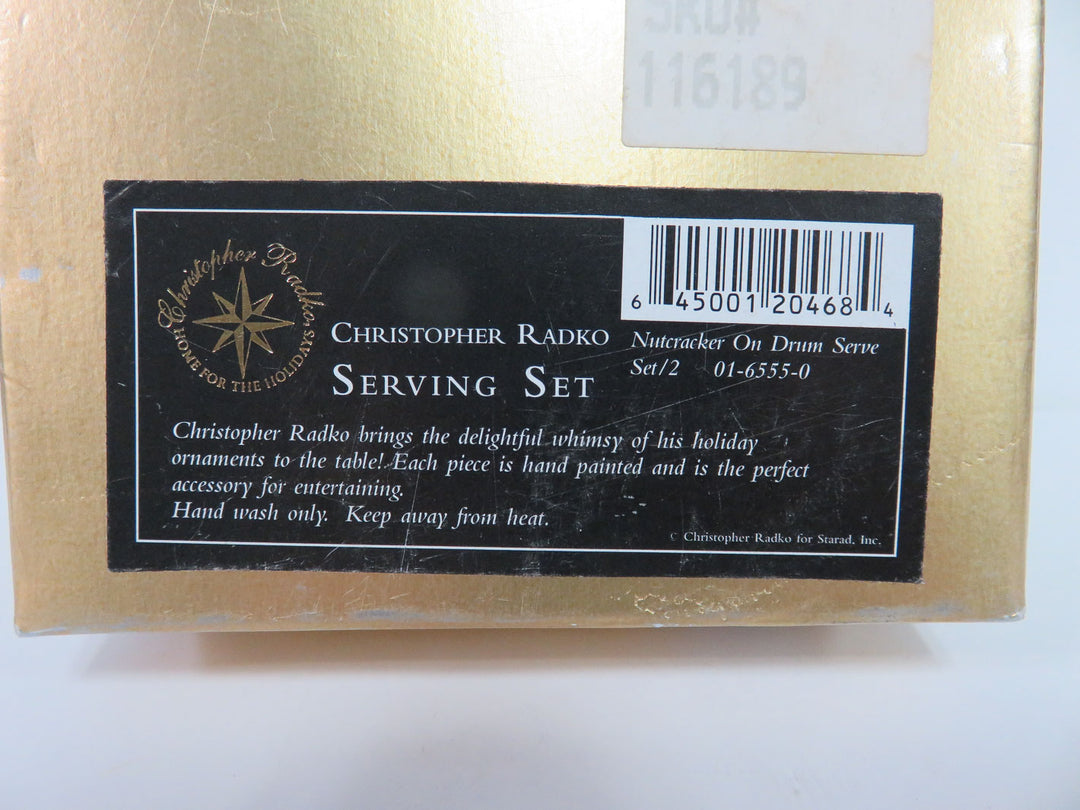 SKU#
116189
Christopher Radko
HOME FOR THE HOLIDAYS
6 45001 20468 4
CHRISTOPHER RADKO
SERVING SET
Nutcracker On Drum Serve
Set/2 01-6555-0
Christopher Radko brings the delightful whimsy of his holiday
ornaments to the table! Each piece is hand painted and is the perfect
accessory for entertaining.
Hand wash only. Keep away from heat.
© Christopher Radko for Starad, Inc.